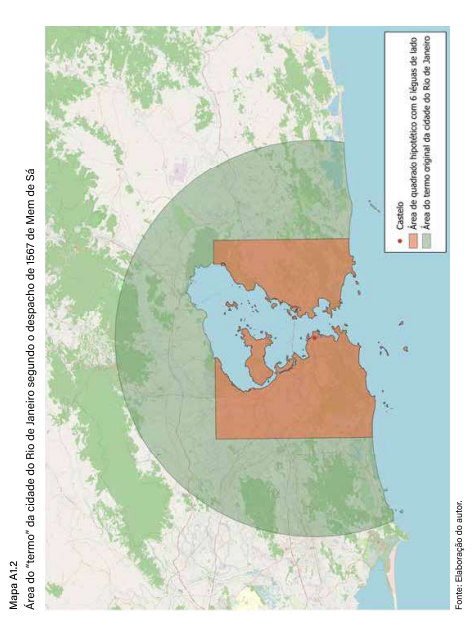 Mapa A1.2
Área do “termo” da cidade do Rio de Janeiro segundo o despacho de 1567 de Mem de Sá
Castelo
Área de quadrado hipotético com 6 léguas de lado
Área do termo original da cidade do Rio de Janeiro
Fonte: Elaboração do autor.